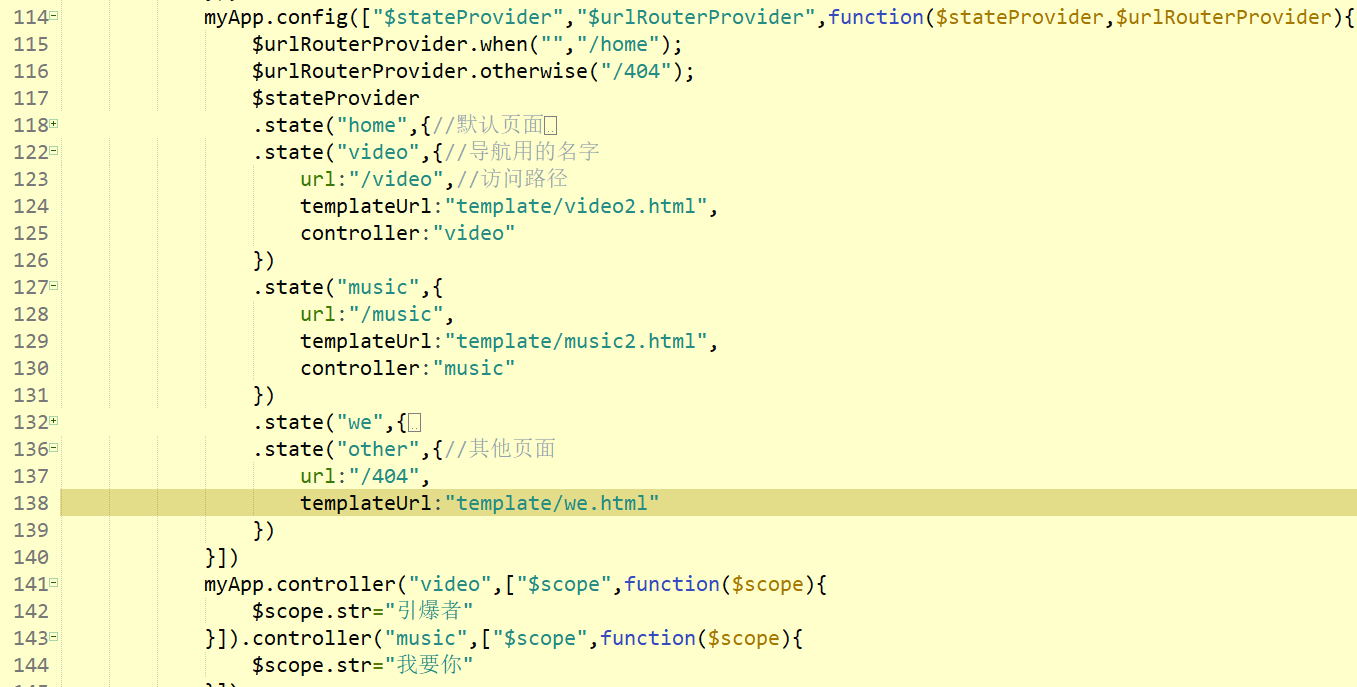 114 myApp.config(["$stateProvider","$urlRouterProvider",function($stateProvider,$urlRouterProvider){
115 $urlRouterProvider.when("","/home");
116 $urlRouterProvider.otherwise("/404");
117 $stateProvider
118 .state("home",{//默认页面
122 .state("video",{//导航用的名字
123 url:"/video",//访问路径
124 templateUrl:"template/video2.html",
125 controller:"video"
126 })
127 .state("music",{
128 url:"/music",
129 templateUrl:"template/music2.html",
130 controller:"music"
131 })
132 .state("we",{
136 .state("other",{//其他页面
137 url:"/404",
138 templateUrl:"template/we.html"
139 })
140 }])
141 myApp.controller("video",["$scope",function($scope){
142 $scope.str="引爆者"
143 }]).controller("music",["$scope",function($scope){
144 $scope.str="我要你"